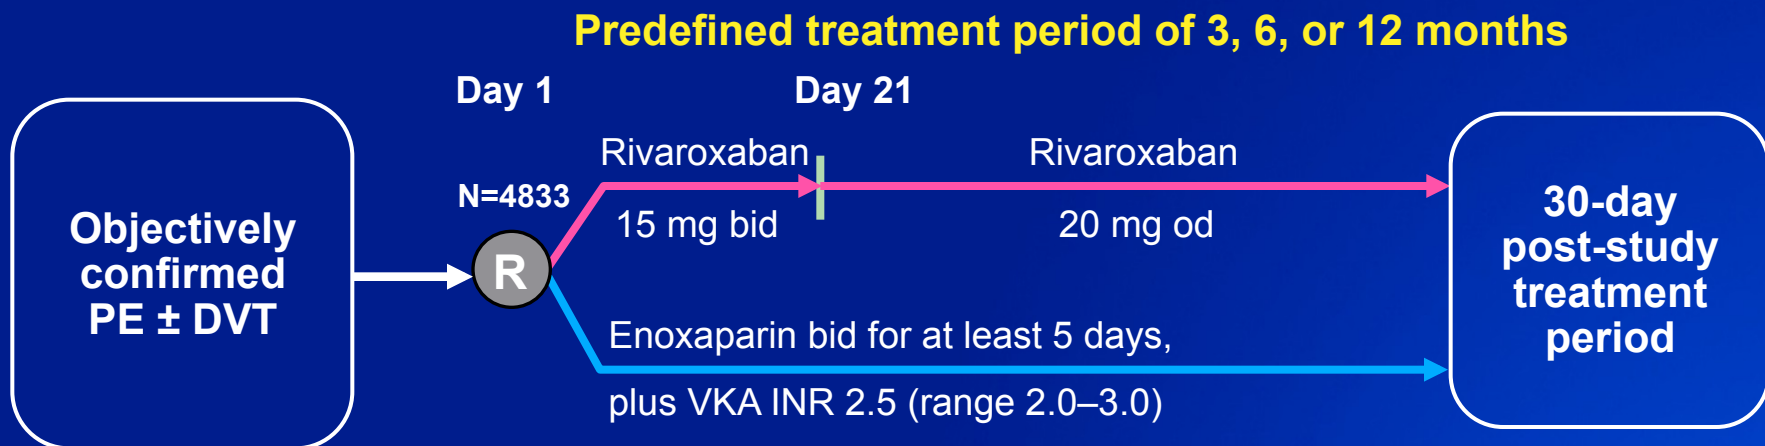 Predefined treatment period of 3, 6, or 12 months
Day 1
Day 21
Objectively
confirmed
PE ± DVT
N=4833
R
Rivaroxaban
15 mg bid
Rivaroxaban
20 mg od
Enoxaparin bid for at least 5 days,
plus VKA INR 2.5 (range 2.0–3.0)
30-day
post-study
treatment
period